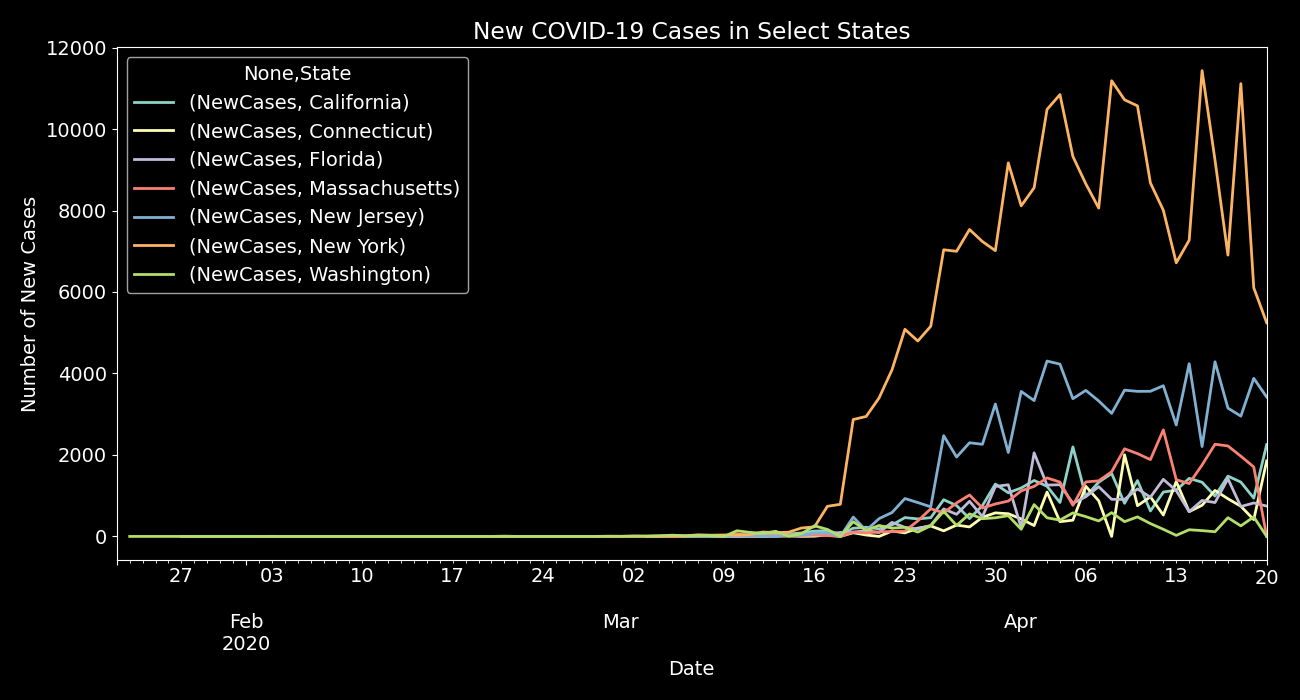 New COVID-19 Cases in Select States
12000
10000
8000
6000
4000
2000
0
Number of New Cases
None,State
(NewCases, California)
(NewCases, Connecticut)
(NewCases, Florida)
(NewCases, Massachusetts)
(NewCases, New Jersey)
(NewCases, New York)
(NewCases, Washington)
27 03 10 17 24 02 09 16 23 30 06 13 20
Feb Mar Apr
2020
Date